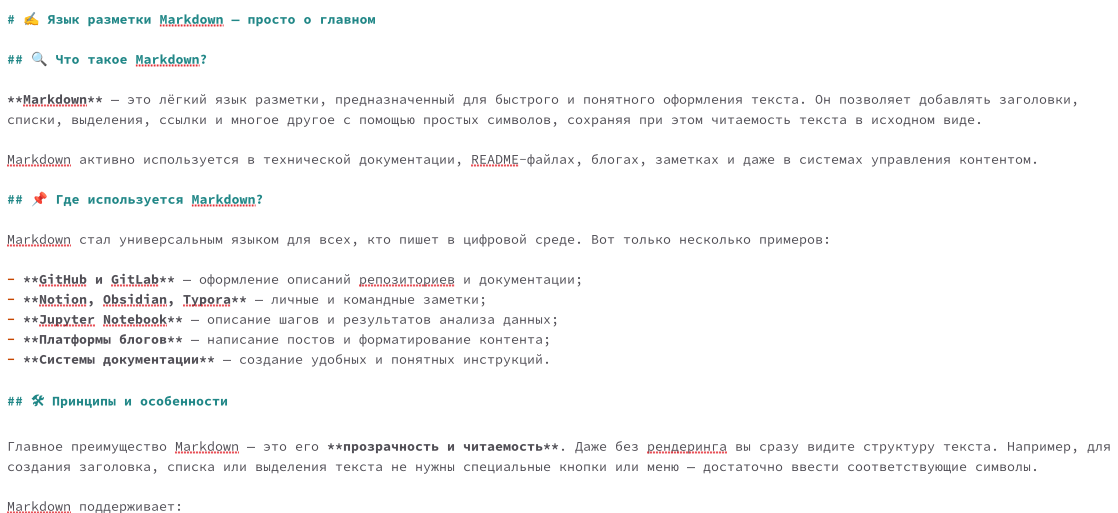 # ✍️ Язык разметки Markdown — просто о главном
## 🔍 Что такое Markdown?
**Markdown** — это лёгкий язык разметки, предназначенный для быстрого и понятного оформления текста. Он позволяет добавлять заголовки,
списки, выделения, ссылки и многое другое с помощью простых символов, сохраняя при этом читаемость текста в исходном виде.
Markdown активно используется в технической документации, README-файлах, блогах, заметках и даже в системах управления контентом.
## 📌 Где используется Markdown?
Markdown стал универсальным языком для всех, кто пишет в цифровой среде. Вот только несколько примеров:
- **GitHub и GitLab** — оформление описаний репозиториев и документации;
- **Notion, Obsidian, Typora** — личные и командные заметки;
- **Jupyter Notebook** — описание шагов и результатов анализа данных;
- **Платформы блогов** — написание постов и форматирование контента;
- **Системы документации** — создание удобных и понятных инструкций.
## 🛠 Принципы и особенности
Главное преимущество Markdown — это его **прозрачность и читаемость**. Даже без рендеринга вы сразу видите структуру текста. Например, для
создания заголовка, списка или выделения текста не нужны специальные кнопки или меню — достаточно ввести соответствующие символы.
Markdown поддерживает: